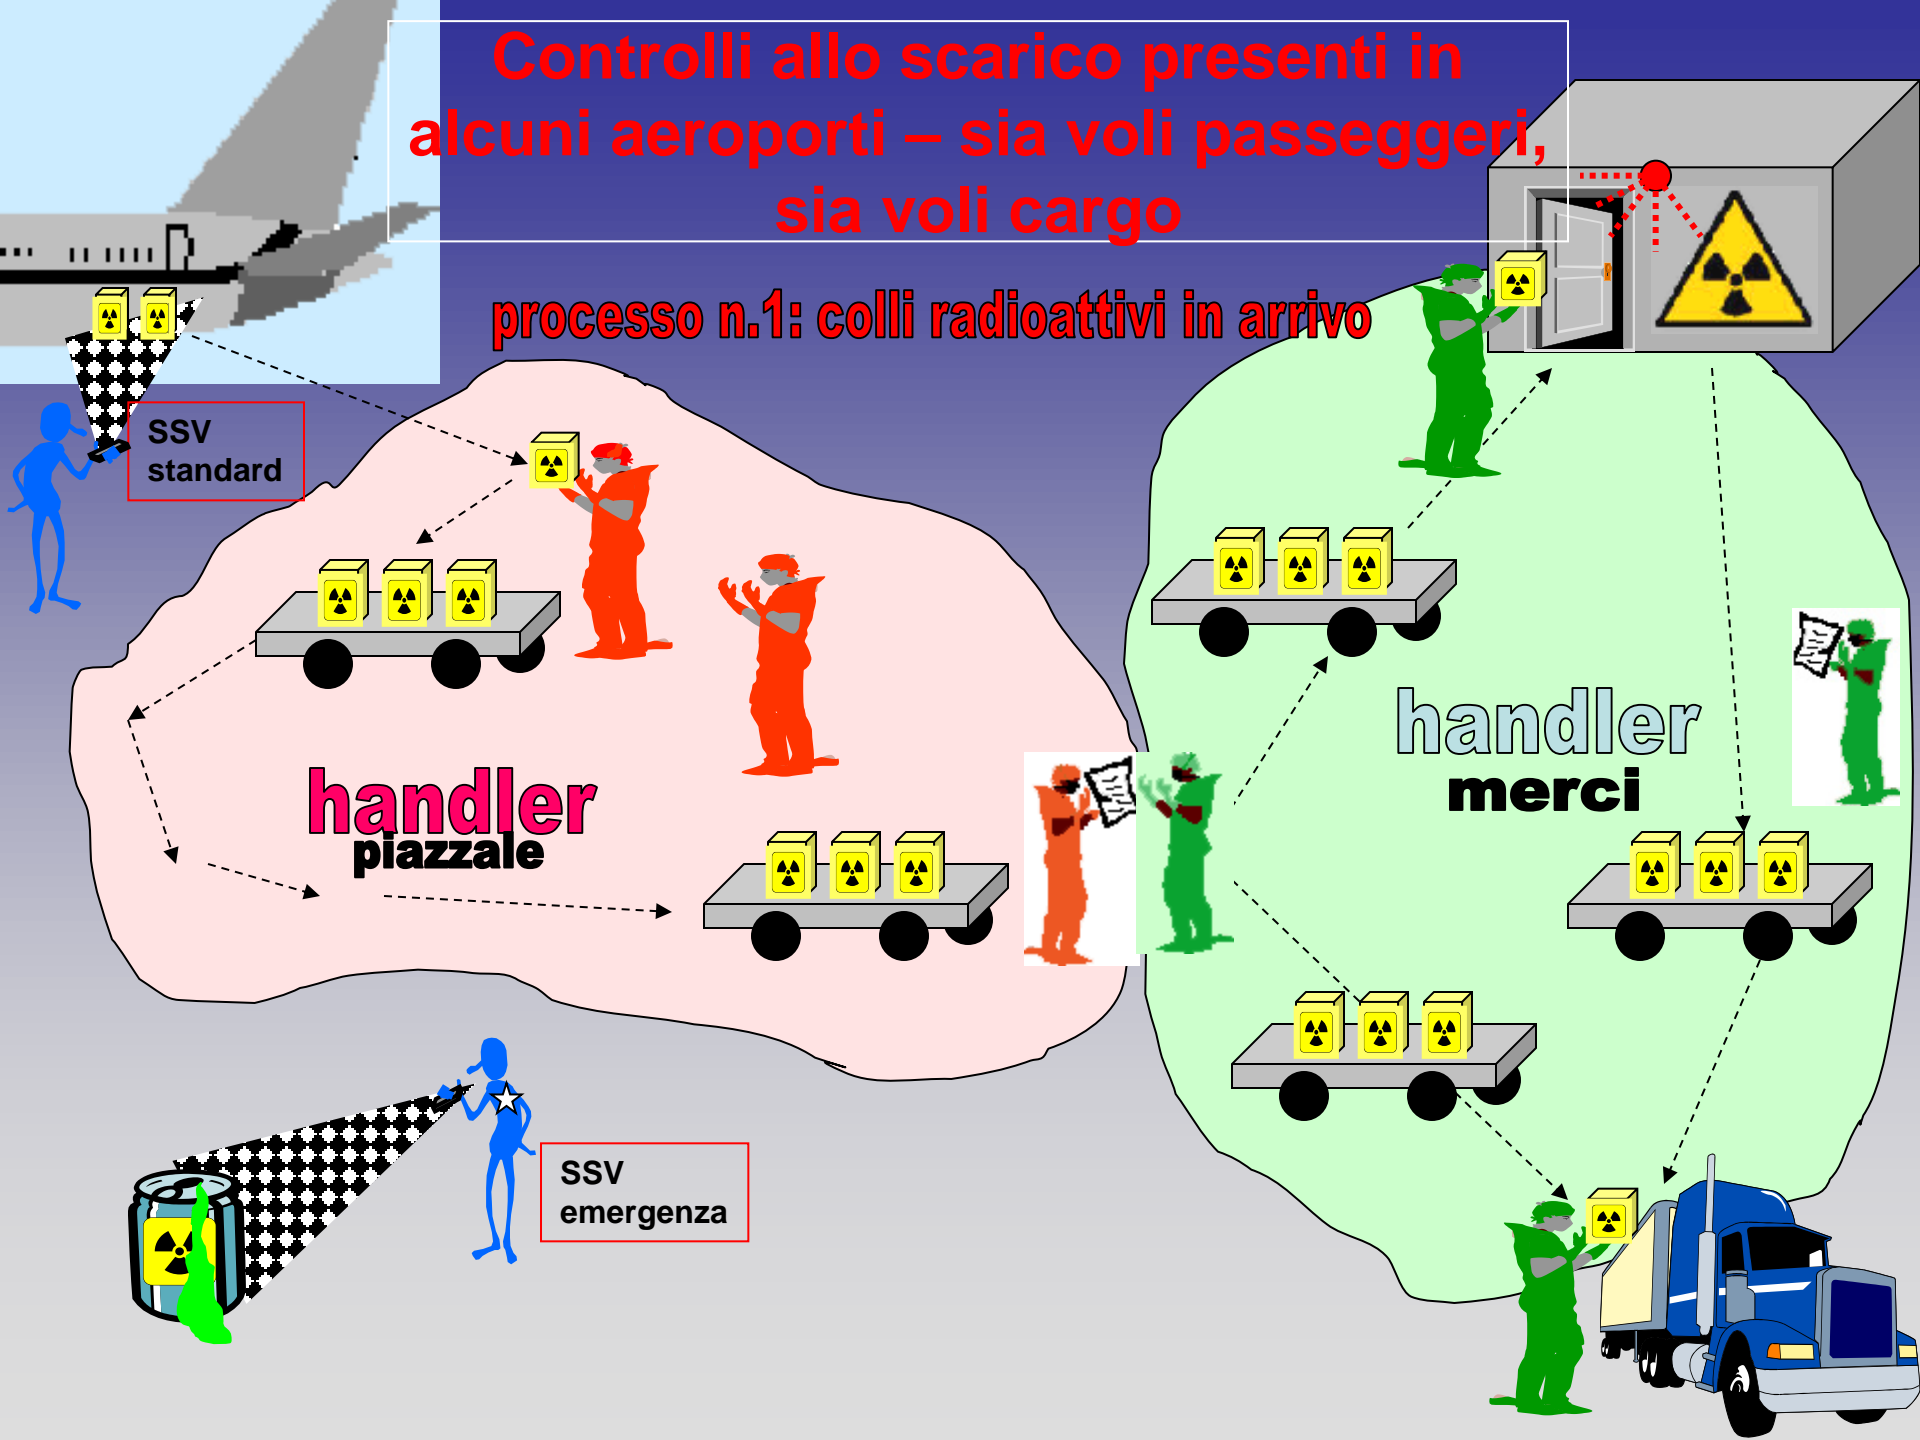 Controlli allo scarico presenti in
alcuni aeroporti – sia voli passeggeri,
sia voli cargo
processo n.1: colli radioattivi in arrivo
SSV
standard
handler
merci
handler
piazzale
SSV
emergenza